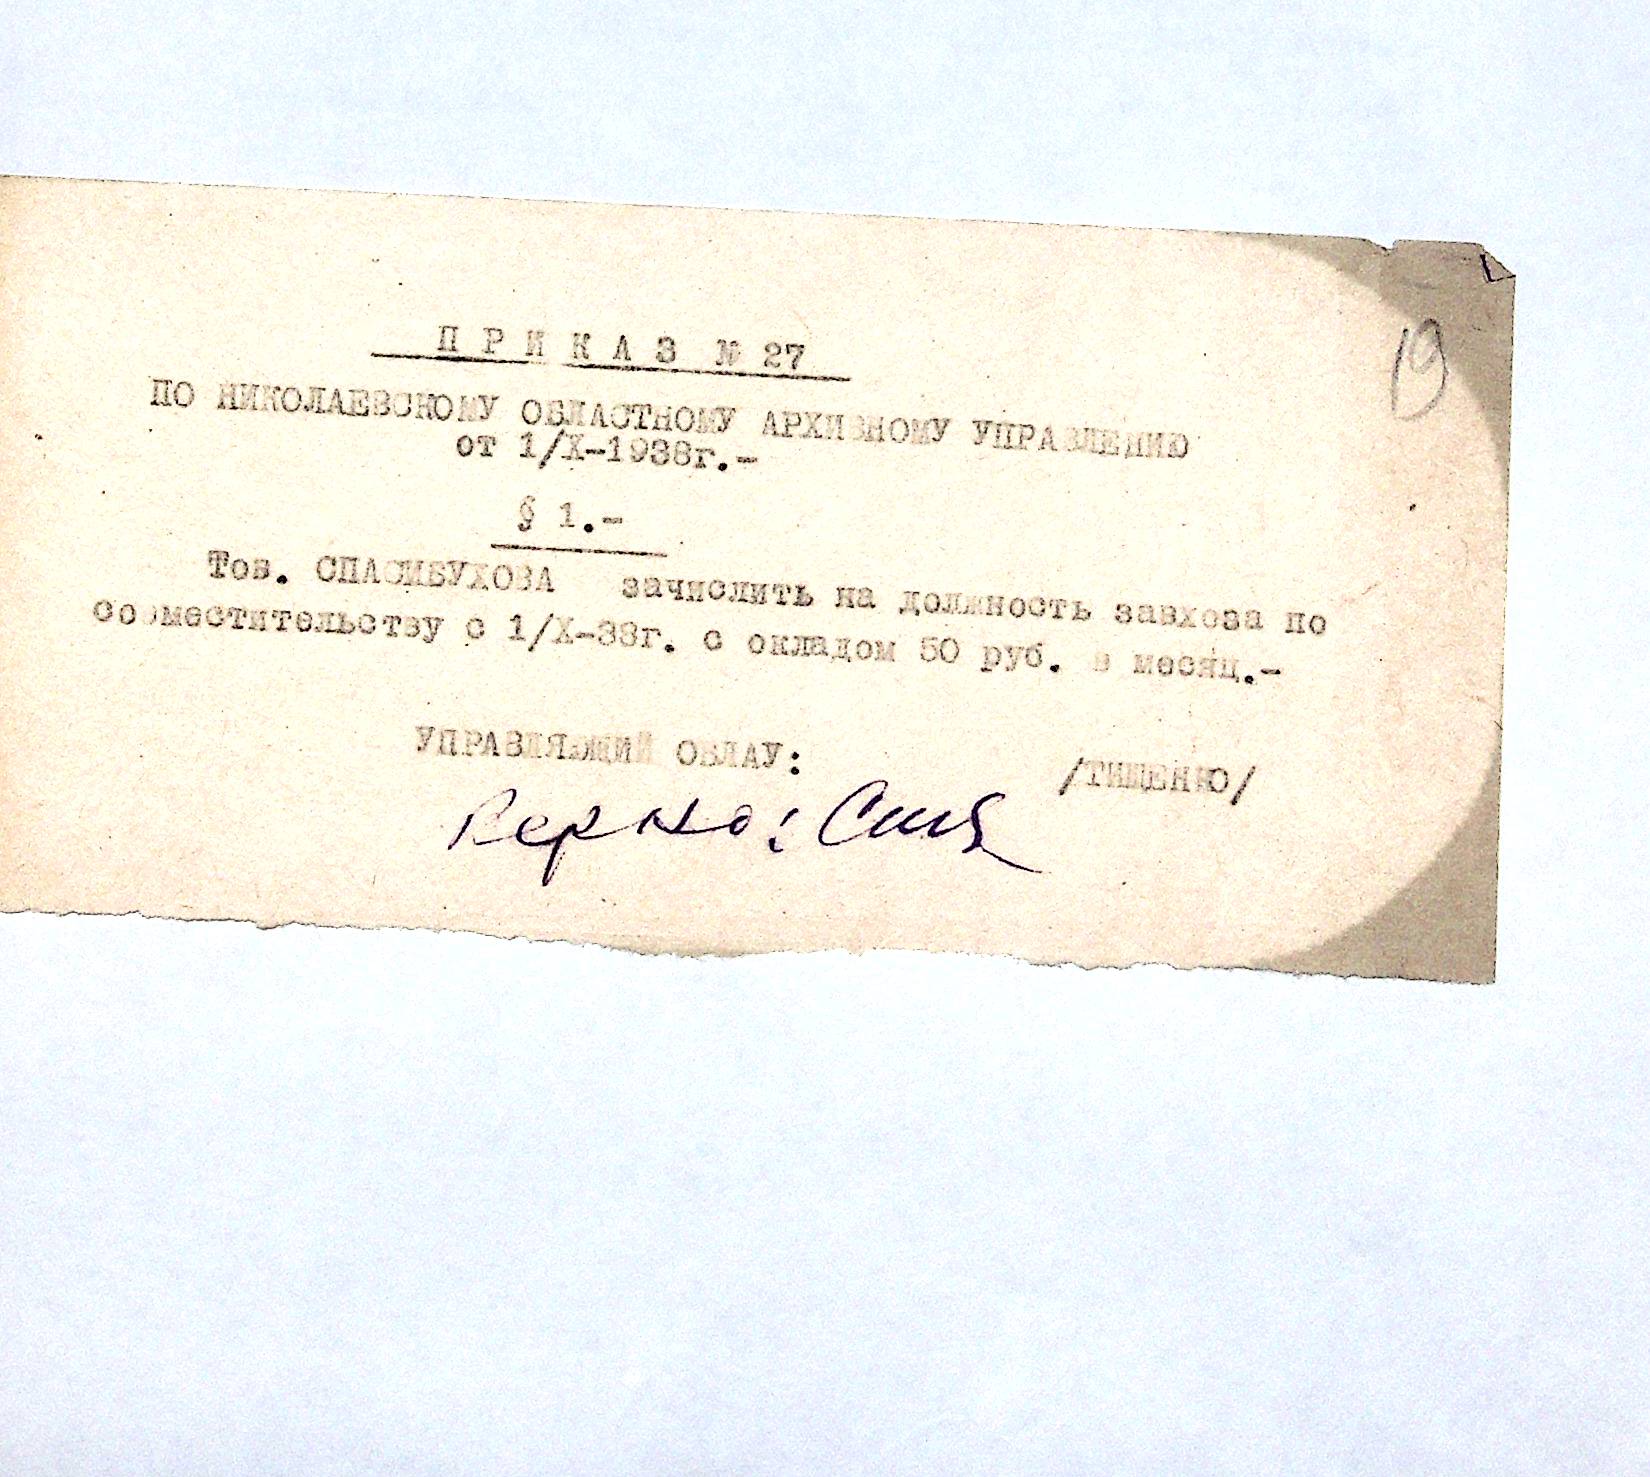 19
ПРИКАЗ № 27
ПО НИКОЛАЕВСКОМУ ОБЛАСТНОМУ АРХИВНОМУ УПРАВЛЕНИЮ
от 1/X-1938г.-
§ 1.-
Тов. СПАСИБУХОВА зачислить на должность завхоза по
совместительству с 1/X-38г. с окладом 50 руб. в месяц.-
УПРАВЛЯЮЩИЙ ОБЛАУ: /ТИЩЕНКО/
Верно: